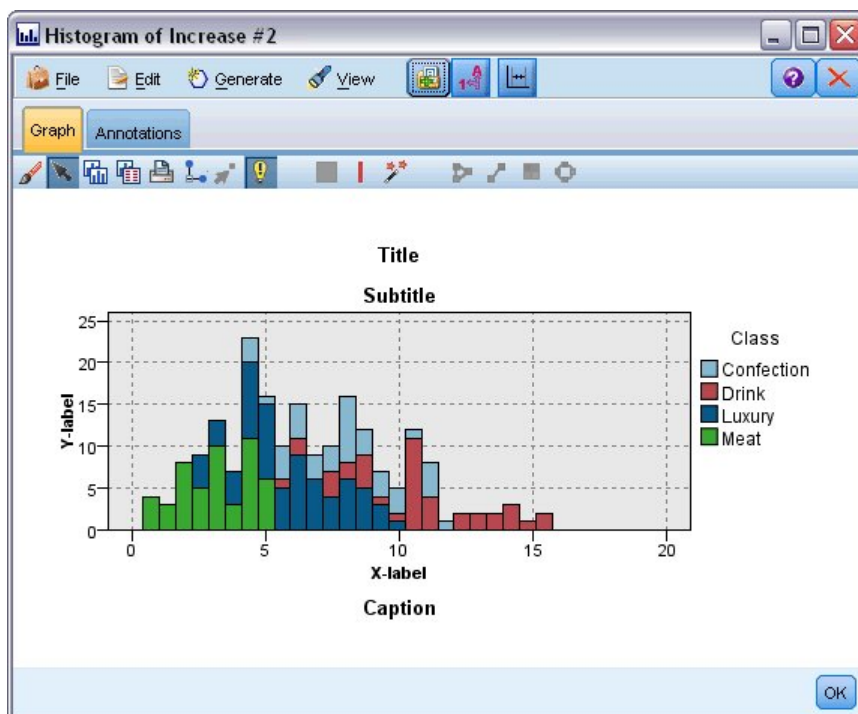 Histogram of Increase #2
File Edit Generate View
Graph Annotations
Title
Subtitle
25
20
15
10
5
0
Y-label
0 5 10 15 20
X-label
Caption
Class
Confection
Drink
Luxury
Meat
OK